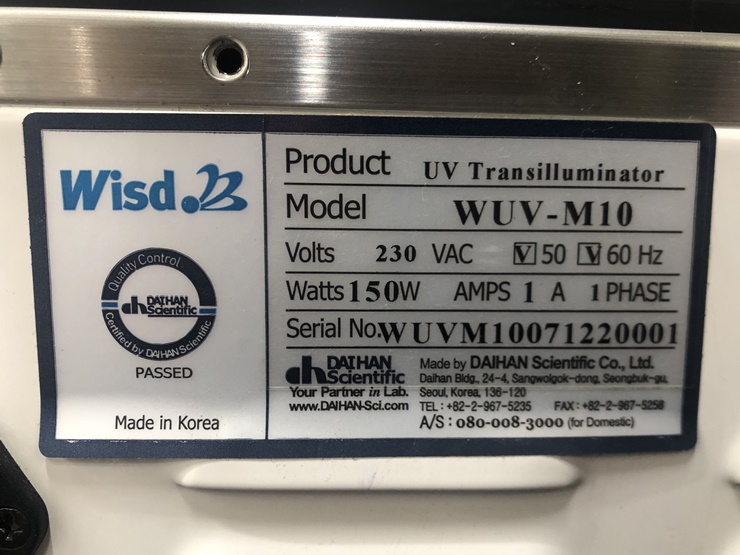 Wisd.
Quality Control
DAIHAN
Scientific
Certified by DAIHAN Scientific
PASSED
Made in Korea
Product UV Transilluminator
Model WUV-M10
Volts 230 VAC V 50 V 60 Hz
Watts 150W AMPS 1 A 1 PHASE
Serial No. WUVM10071220001
DAIHAN
Scientific
Your Partner in Lab.
www.DAIHAN-Sci.com
Made by DAIHAN Scientific Co., Ltd.
Daihan Bldg., 24-4, Sangwolgok-dong, Seongbuk-gu,
Seoul, Korea, 136-120
TEL : +82-2-967-5235 FAX : +82-2-967-5258
A/S : 080-008-3000 (for Domestic)